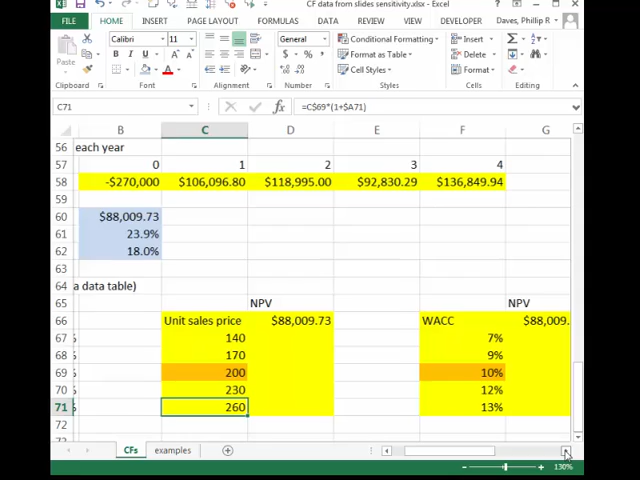 CF data from slides sensitivity.xlsx - Excel
FILE HOME INSERT PAGE LAYOUT FORMULAS DATA REVIEW VIEW DEVELOPER Daves, Phillip R
Paste Calibri 11 General Conditional Formatting Insert
B I U $ % Format as Table Delete
Cell Styles Format
Clipboard Font Alignment Number Styles Cells Editing
C71 =C$69*(1+$A71)
B C D E F G
56 each year
57 0 1 2 3 4
58 -$270,000 $106,096.80 $118,995.00 $92,830.29 $136,849.94
59
60 $88,009.73
61 23.9%
62 18.0%
63
64 a data table)
65 NPV NPV
66 Unit sales price $88,009.73 WACC $88,009.
67 140 7%
68 170 9%
69 200 10%
70 230 12%
71 260 13%
72
CFs examples
130%